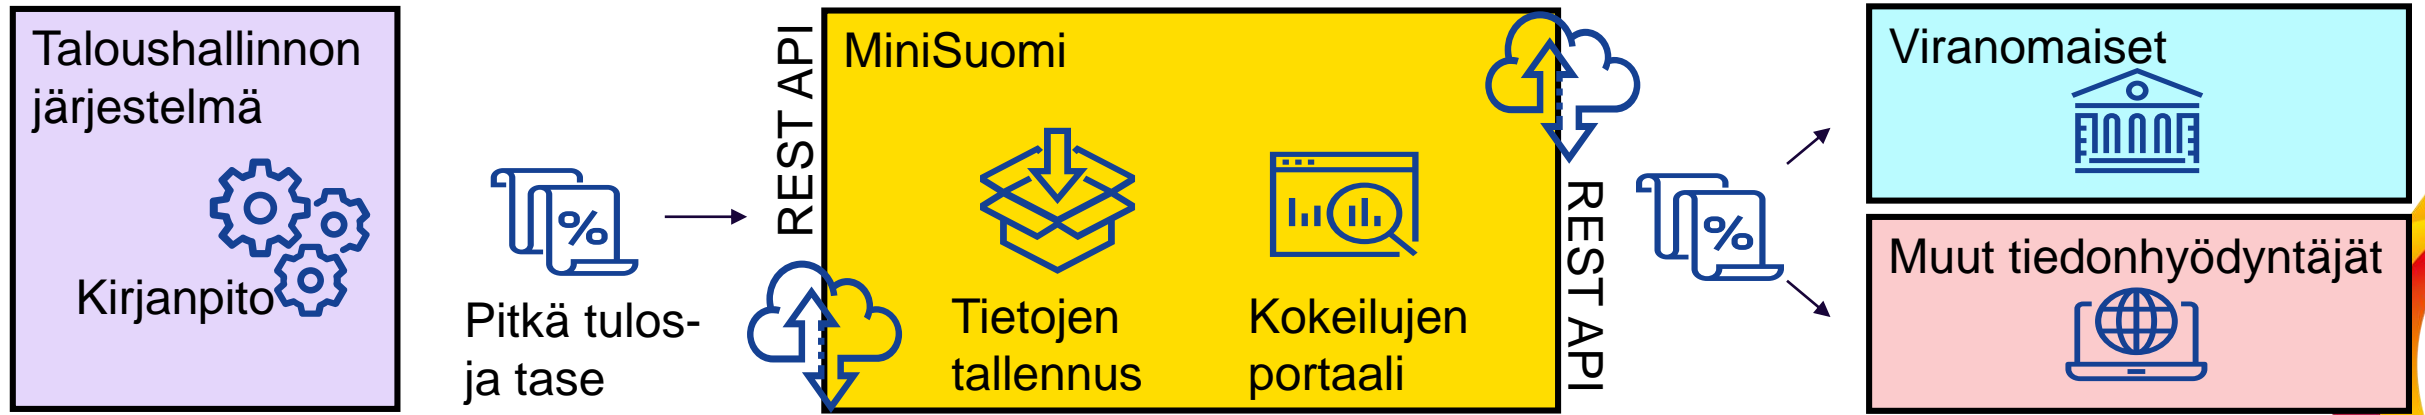 Taloushallinnon
järjestelmä
Kirjanpito
%
Pitkä tulos-
ja tase
REST API
MiniSuomi
Tietojen
tallennus
Kokeilujen
portaali
REST API
%
Viranomaiset
Muut tiedonhyödyntäjät